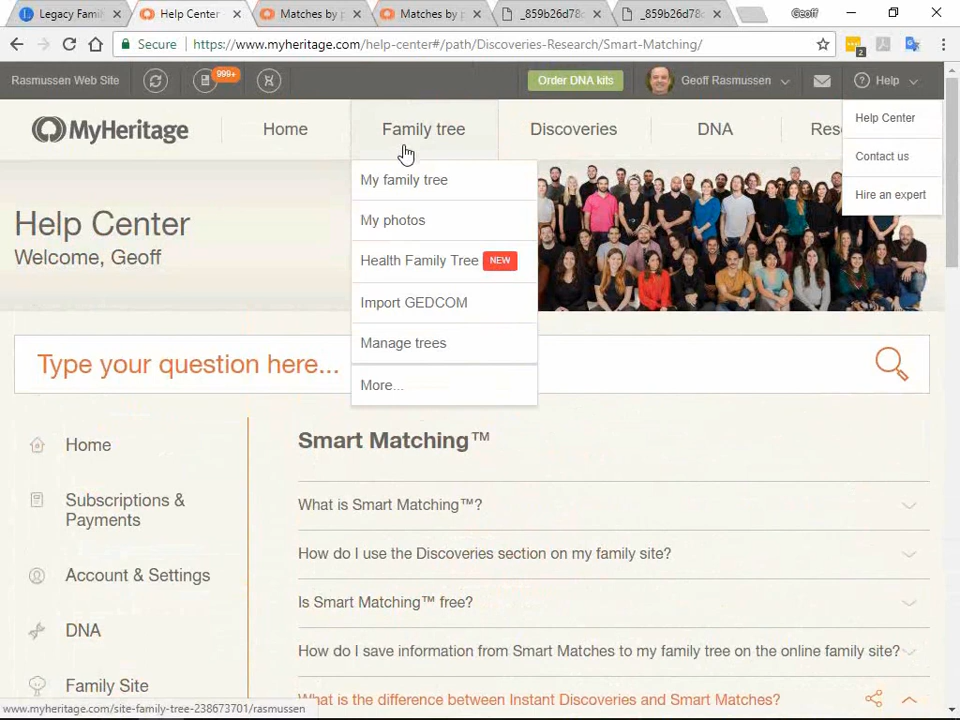 Legacy Famil
Help Center
Matches by p
Matches by p
_859b26d78c
_859b26d78c
Geoff
Secure
https://www.myheritage.com/help-center#/path/Discoveries-Research/Smart-Matching/
2
Rasmussen Web Site
999+
Order DNA kits
Geoff Rasmussen
Help
MyHeritage
Home
Family tree
Discoveries
DNA
Res
Help Center
Contact us
Hire an expert
My family tree
My photos
Health Family Tree NEW
Import GEDCOM
Manage trees
More...
Help Center
Welcome, Geoff
Type your question here...
Home
Subscriptions &
Payments
Account & Settings
DNA
Family Site
Smart Matching™
What is Smart Matching™?
How do I use the Discoveries section on my family site?
Is Smart Matching™ free?
How do I save information from Smart Matches to my family tree on the online family site?
What is the difference between Instant Discoveries and Smart Matches?
www.myheritage.com/site-family-tree-238673701/rasmussen